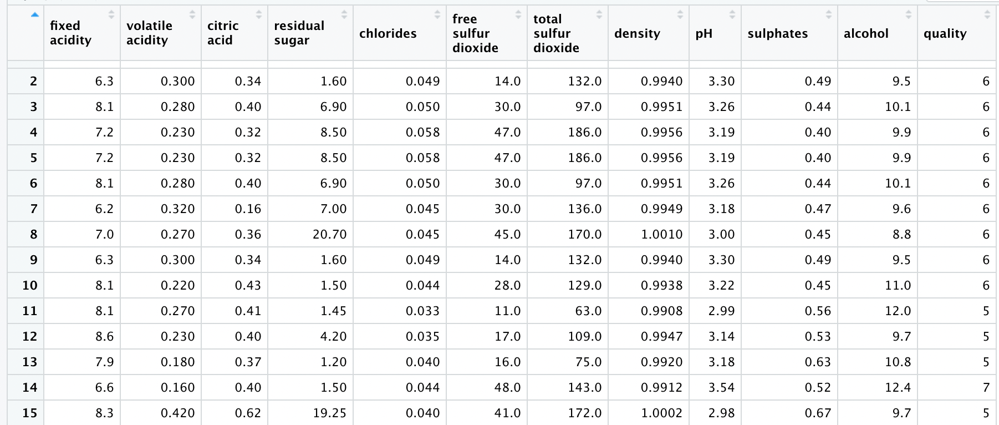 fixed acidity volatile acidity citric acid residual sugar chlorides free sulfur dioxide total sulfur dioxide density pH sulphates alcohol quality
2 6.3 0.300 0.34 1.60 0.049 14.0 132.0 0.9940 3.30 0.49 9.5 6
3 8.1 0.280 0.40 6.90 0.050 30.0 97.0 0.9951 3.26 0.44 10.1 6
4 7.2 0.230 0.32 8.50 0.058 47.0 186.0 0.9956 3.19 0.40 9.9 6
5 7.2 0.230 0.32 8.50 0.058 47.0 186.0 0.9956 3.19 0.40 9.9 6
6 8.1 0.280 0.40 6.90 0.050 30.0 97.0 0.9951 3.26 0.44 10.1 6
7 6.2 0.320 0.16 7.00 0.045 30.0 136.0 0.9949 3.18 0.47 9.6 6
8 7.0 0.270 0.36 20.70 0.045 45.0 170.0 1.0010 3.00 0.45 8.8 6
9 6.3 0.300 0.34 1.60 0.049 14.0 132.0 0.9940 3.30 0.49 9.5 6
10 8.1 0.220 0.43 1.50 0.044 28.0 129.0 0.9938 3.22 0.45 11.0 6
11 8.1 0.270 0.41 1.45 0.033 11.0 63.0 0.9908 2.99 0.56 12.0 5
12 8.6 0.230 0.40 4.20 0.035 17.0 109.0 0.9947 3.14 0.53 9.7 5
13 7.9 0.180 0.37 1.20 0.040 16.0 75.0 0.9920 3.18 0.63 10.8 5
14 6.6 0.160 0.40 1.50 0.044 48.0 143.0 0.9912 3.54 0.52 12.4 7
15 8.3 0.420 0.62 19.25 0.040 41.0 172.0 1.0002 2.98 0.67 9.7 5